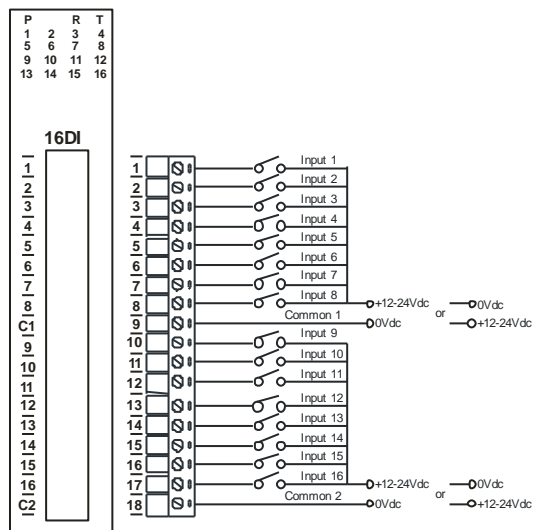 P R T
1 2 3 4
5 6 7 8
9 10 11 12
13 14 15 16
16DI
1 1 Input 1
2 2 Input 2
3 3 Input 3
4 4 Input 4
5 5 Input 5
6 6 Input 6
7 7 Input 7
8 8 Input 8 +12-24Vdc or 0Vdc
C1 9 Common 1 0Vdc +12-24Vdc
9 10 Input 9
10 11 Input 10
11 12 Input 11
12 13 Input 12
13 14 Input 13
14 15 Input 14
15 16 Input 15
16 17 Input 16 +12-24Vdc or 0Vdc
C2 18 Common 2 0Vdc +12-24Vdc